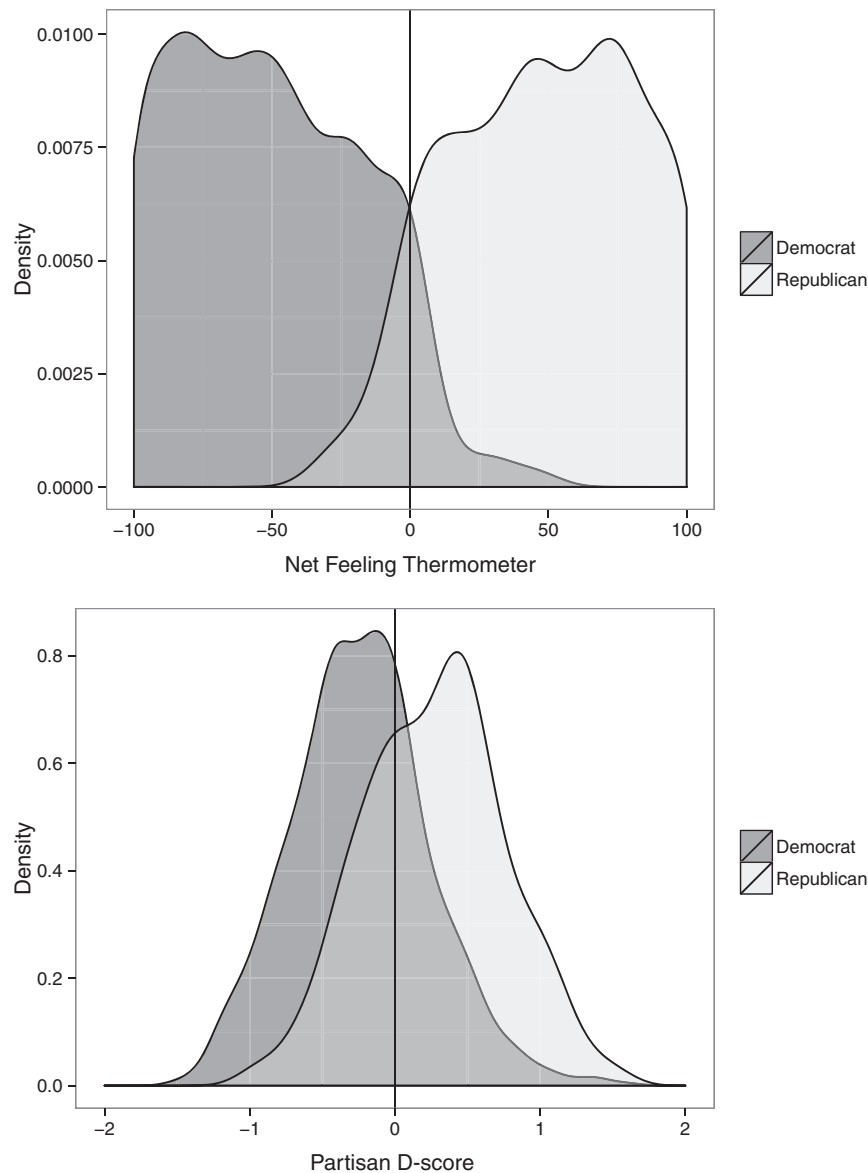 0.0100
0.0075
0.0050
0.0025
0.0000
Density
−100 −50 0 50 100
Net Feeling Thermometer
Democrat
Republican
0.8
0.6
0.4
0.2
0.0
Density
−2 −1 0 1 2
Partisan D-score
Democrat
Republican